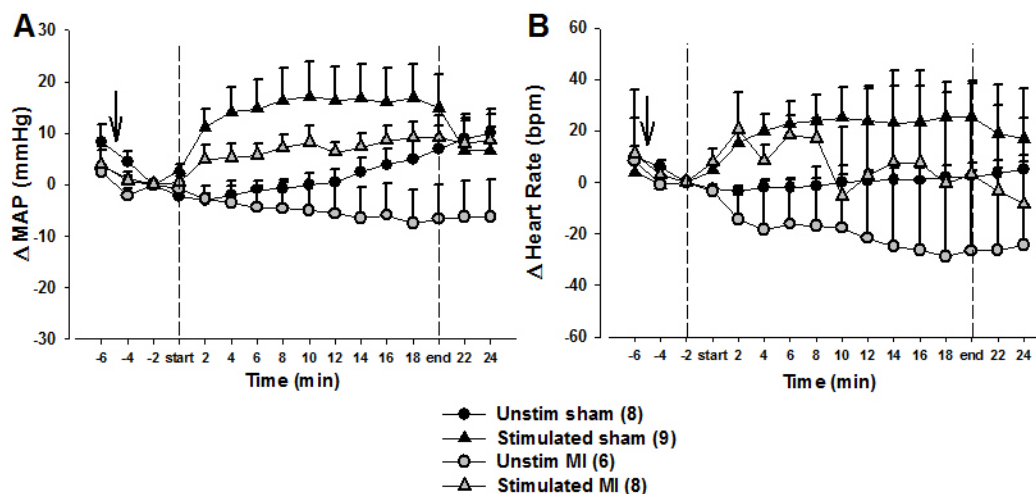 A
B
Δ MAP (mmHg)
30
20
10
0
-10
-20
-30
-6 -4 -2 start 2 4 6 8 10 12 14 16 18 end 22 24
Time (min)
Δ Heart Rate (bpm)
60
40
20
0
-20
-40
-60
-6 -4 -2 start 2 4 6 8 10 12 14 16 18 20 end 22 24
Time (min)
Unstim sham (8)
Stimulated sham (9)
Unstim MI (6)
Stimulated MI (8)